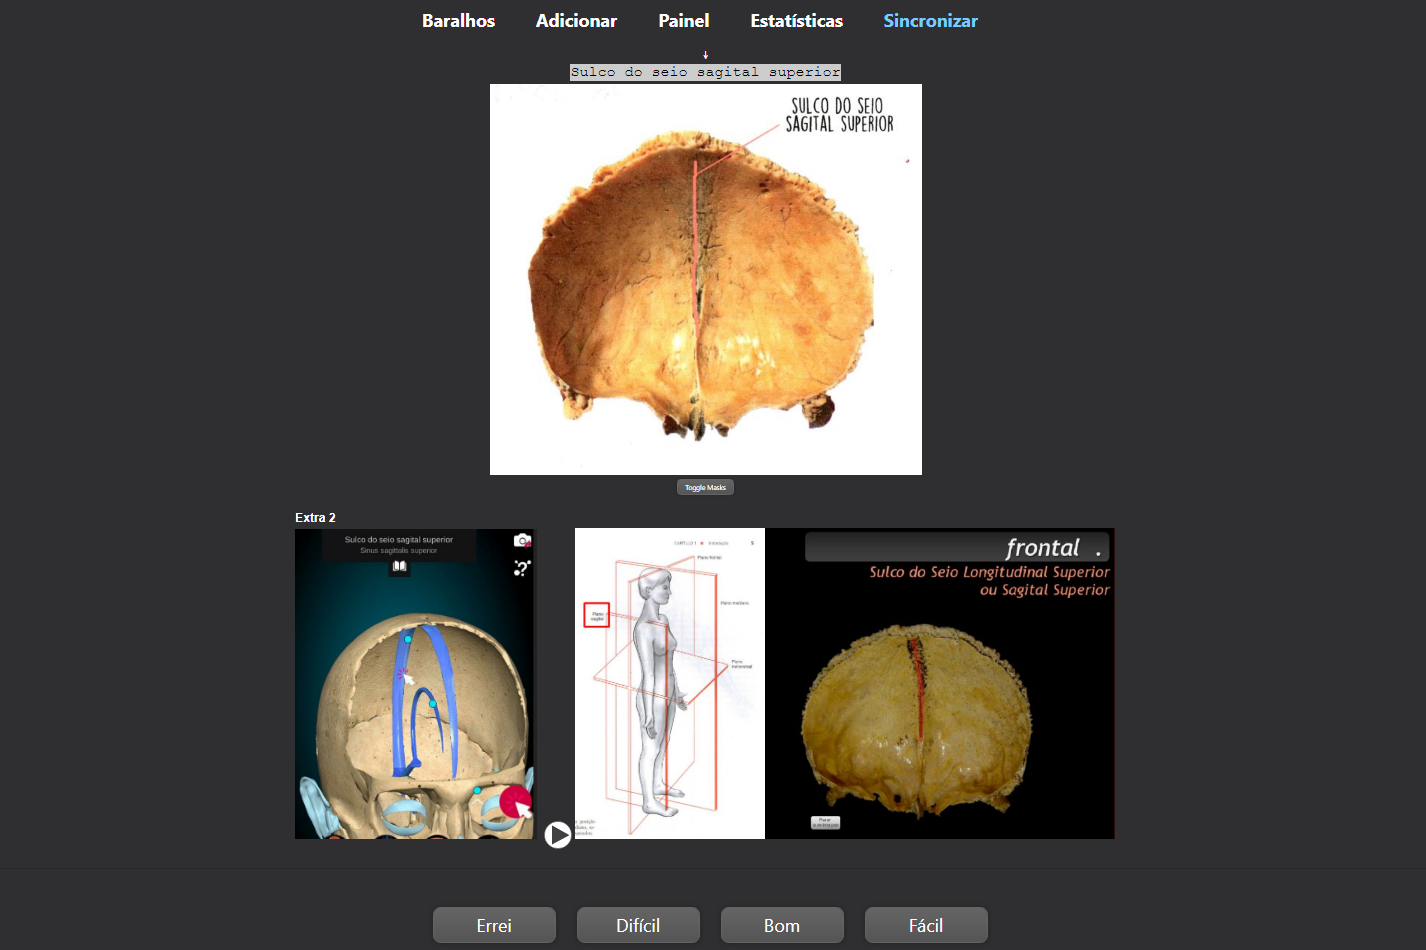 Baralhos Adicionar Painel Estatísticas Sincronizar
Sulco do seio sagital superior
SULCO DO SEIO
SAGITAL SUPERIOR
Toggle Masks
Extra 2
Sulco do seio sagital superior
Sinus sagittalis superior
CAPÍTULO 1 Introdução 5
Plano frontal
Plano mediano
Plano
sagital
Plano
transversal
frontal .
Sulco do Seio Longitudinal Superior
ou Sagital Superior
Errei Difícil Bom Fácil